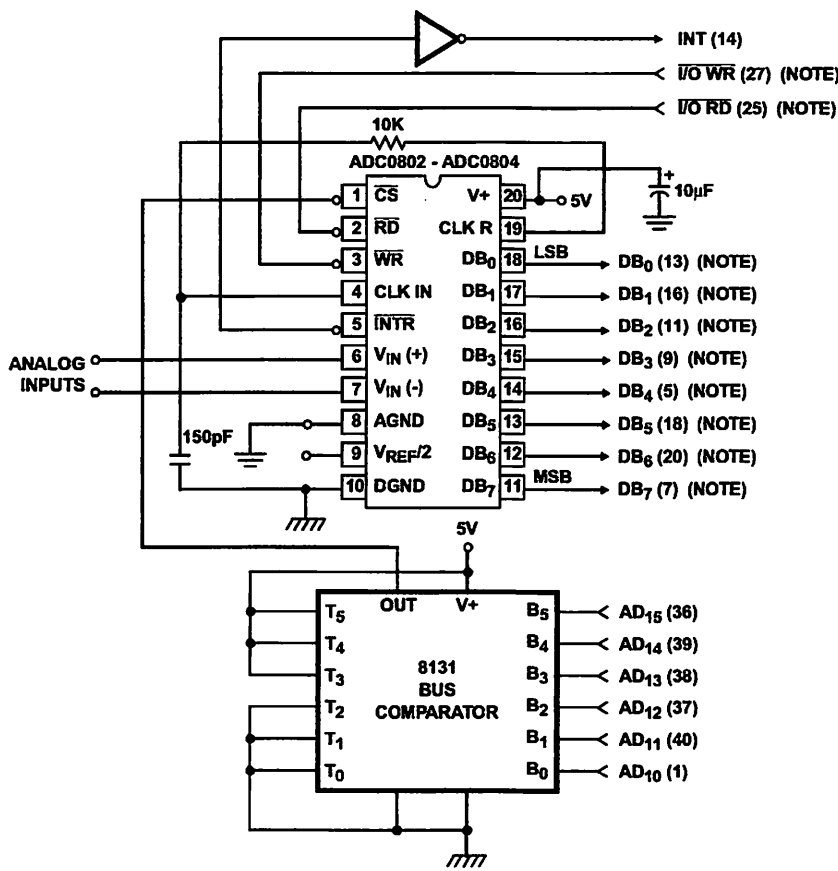 INT (14)
I/O WR (27) (NOTE)
I/O RD (25) (NOTE)
10K
ADC0802 - ADC0804
1 CS V+ 20 5V + 10µF
2 RD CLK R 19
3 WR DB0 18 LSB DB0 (13) (NOTE)
4 CLK IN DB1 17 DB1 (16) (NOTE)
5 INTR DB2 16 DB2 (11) (NOTE)
ANALOG INPUTS
6 VIN (+) DB3 15 DB3 (9) (NOTE)
7 VIN (-) DB4 14 DB4 (5) (NOTE)
8 AGND DB5 13 DB5 (18) (NOTE)
150pF
9 VREF/2 DB6 12 DB6 (20) (NOTE)
10 DGND DB7 11 MSB DB7 (7) (NOTE)
5V
OUT V+
T5 B5 AD15 (36)
T4 B4 AD14 (39)
T3 B3 AD13 (38)
8131
BUS
COMPARATOR
T2 B2 AD12 (37)
T1 B1 AD11 (40)
T0 B0 AD10 (1)